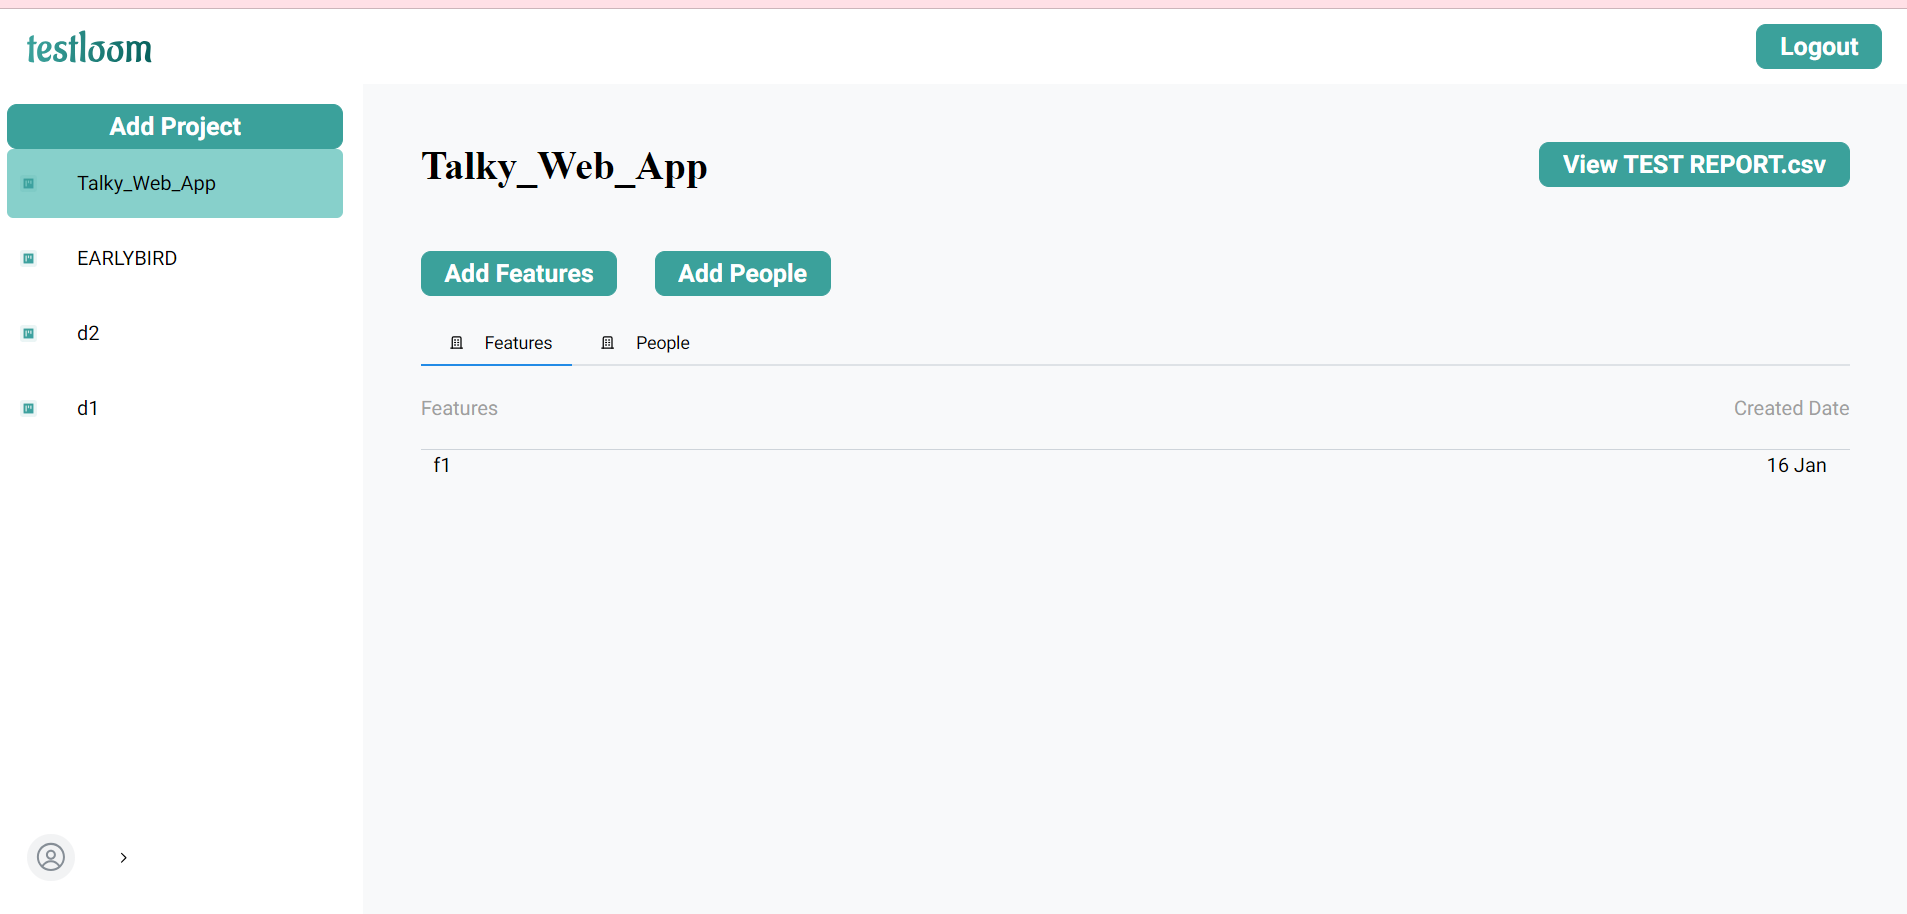 testloom
Logout
Add Project
Talky_Web_App
EARLYBIRD
d2
d1
Talky_Web_App
View TEST REPORT.csv
Add Features
Add People
Features
People
Features
Created Date
f1
16 Jan